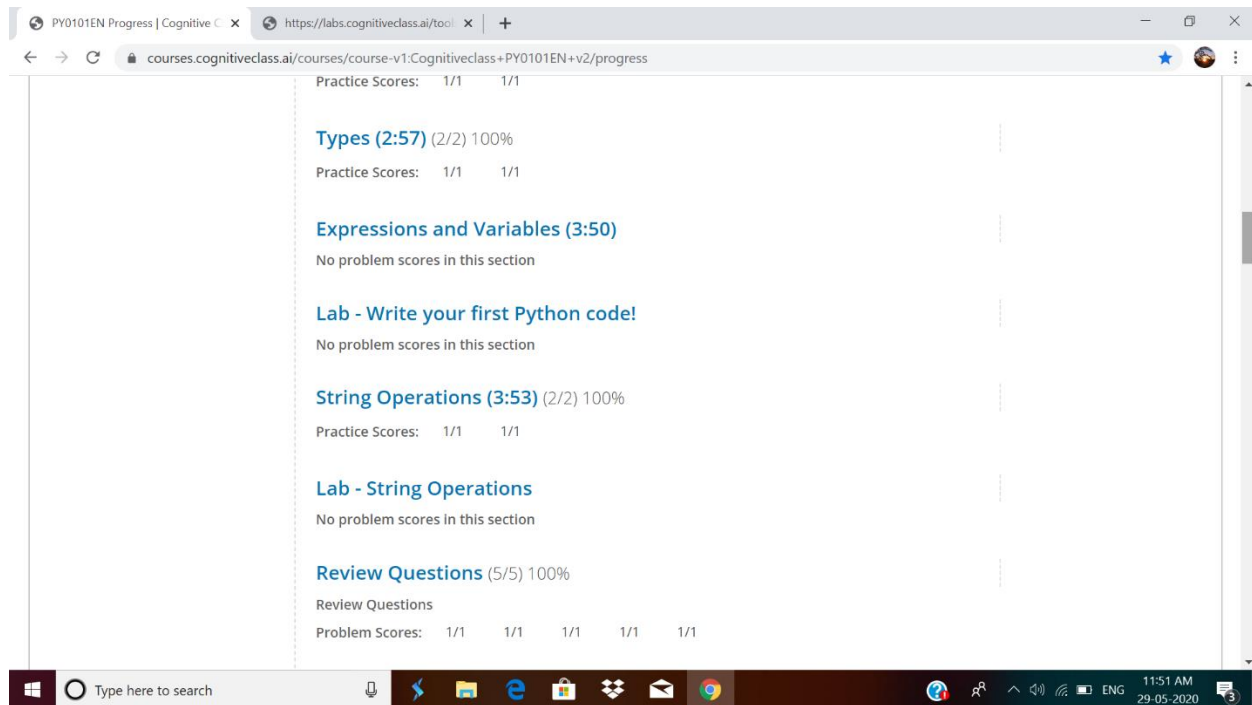 PY0101EN Progress | Cognitive C
https://labs.cognitiveclass.ai/tool
courses.cognitiveclass.ai/courses/course-v1:Cognitiveclass+PY0101EN+v2/progress
Practice Scores: 1/1 1/1
Types (2:57) (2/2) 100%
Practice Scores: 1/1 1/1
Expressions and Variables (3:50)
No problem scores in this section
Lab - Write your first Python code!
No problem scores in this section
String Operations (3:53) (2/2) 100%
Practice Scores: 1/1 1/1
Lab - String Operations
No problem scores in this section
Review Questions (5/5) 100%
Review Questions
Problem Scores: 1/1 1/1 1/1 1/1 1/1
Type here to search
ENG
11:51 AM
29-05-2020
3